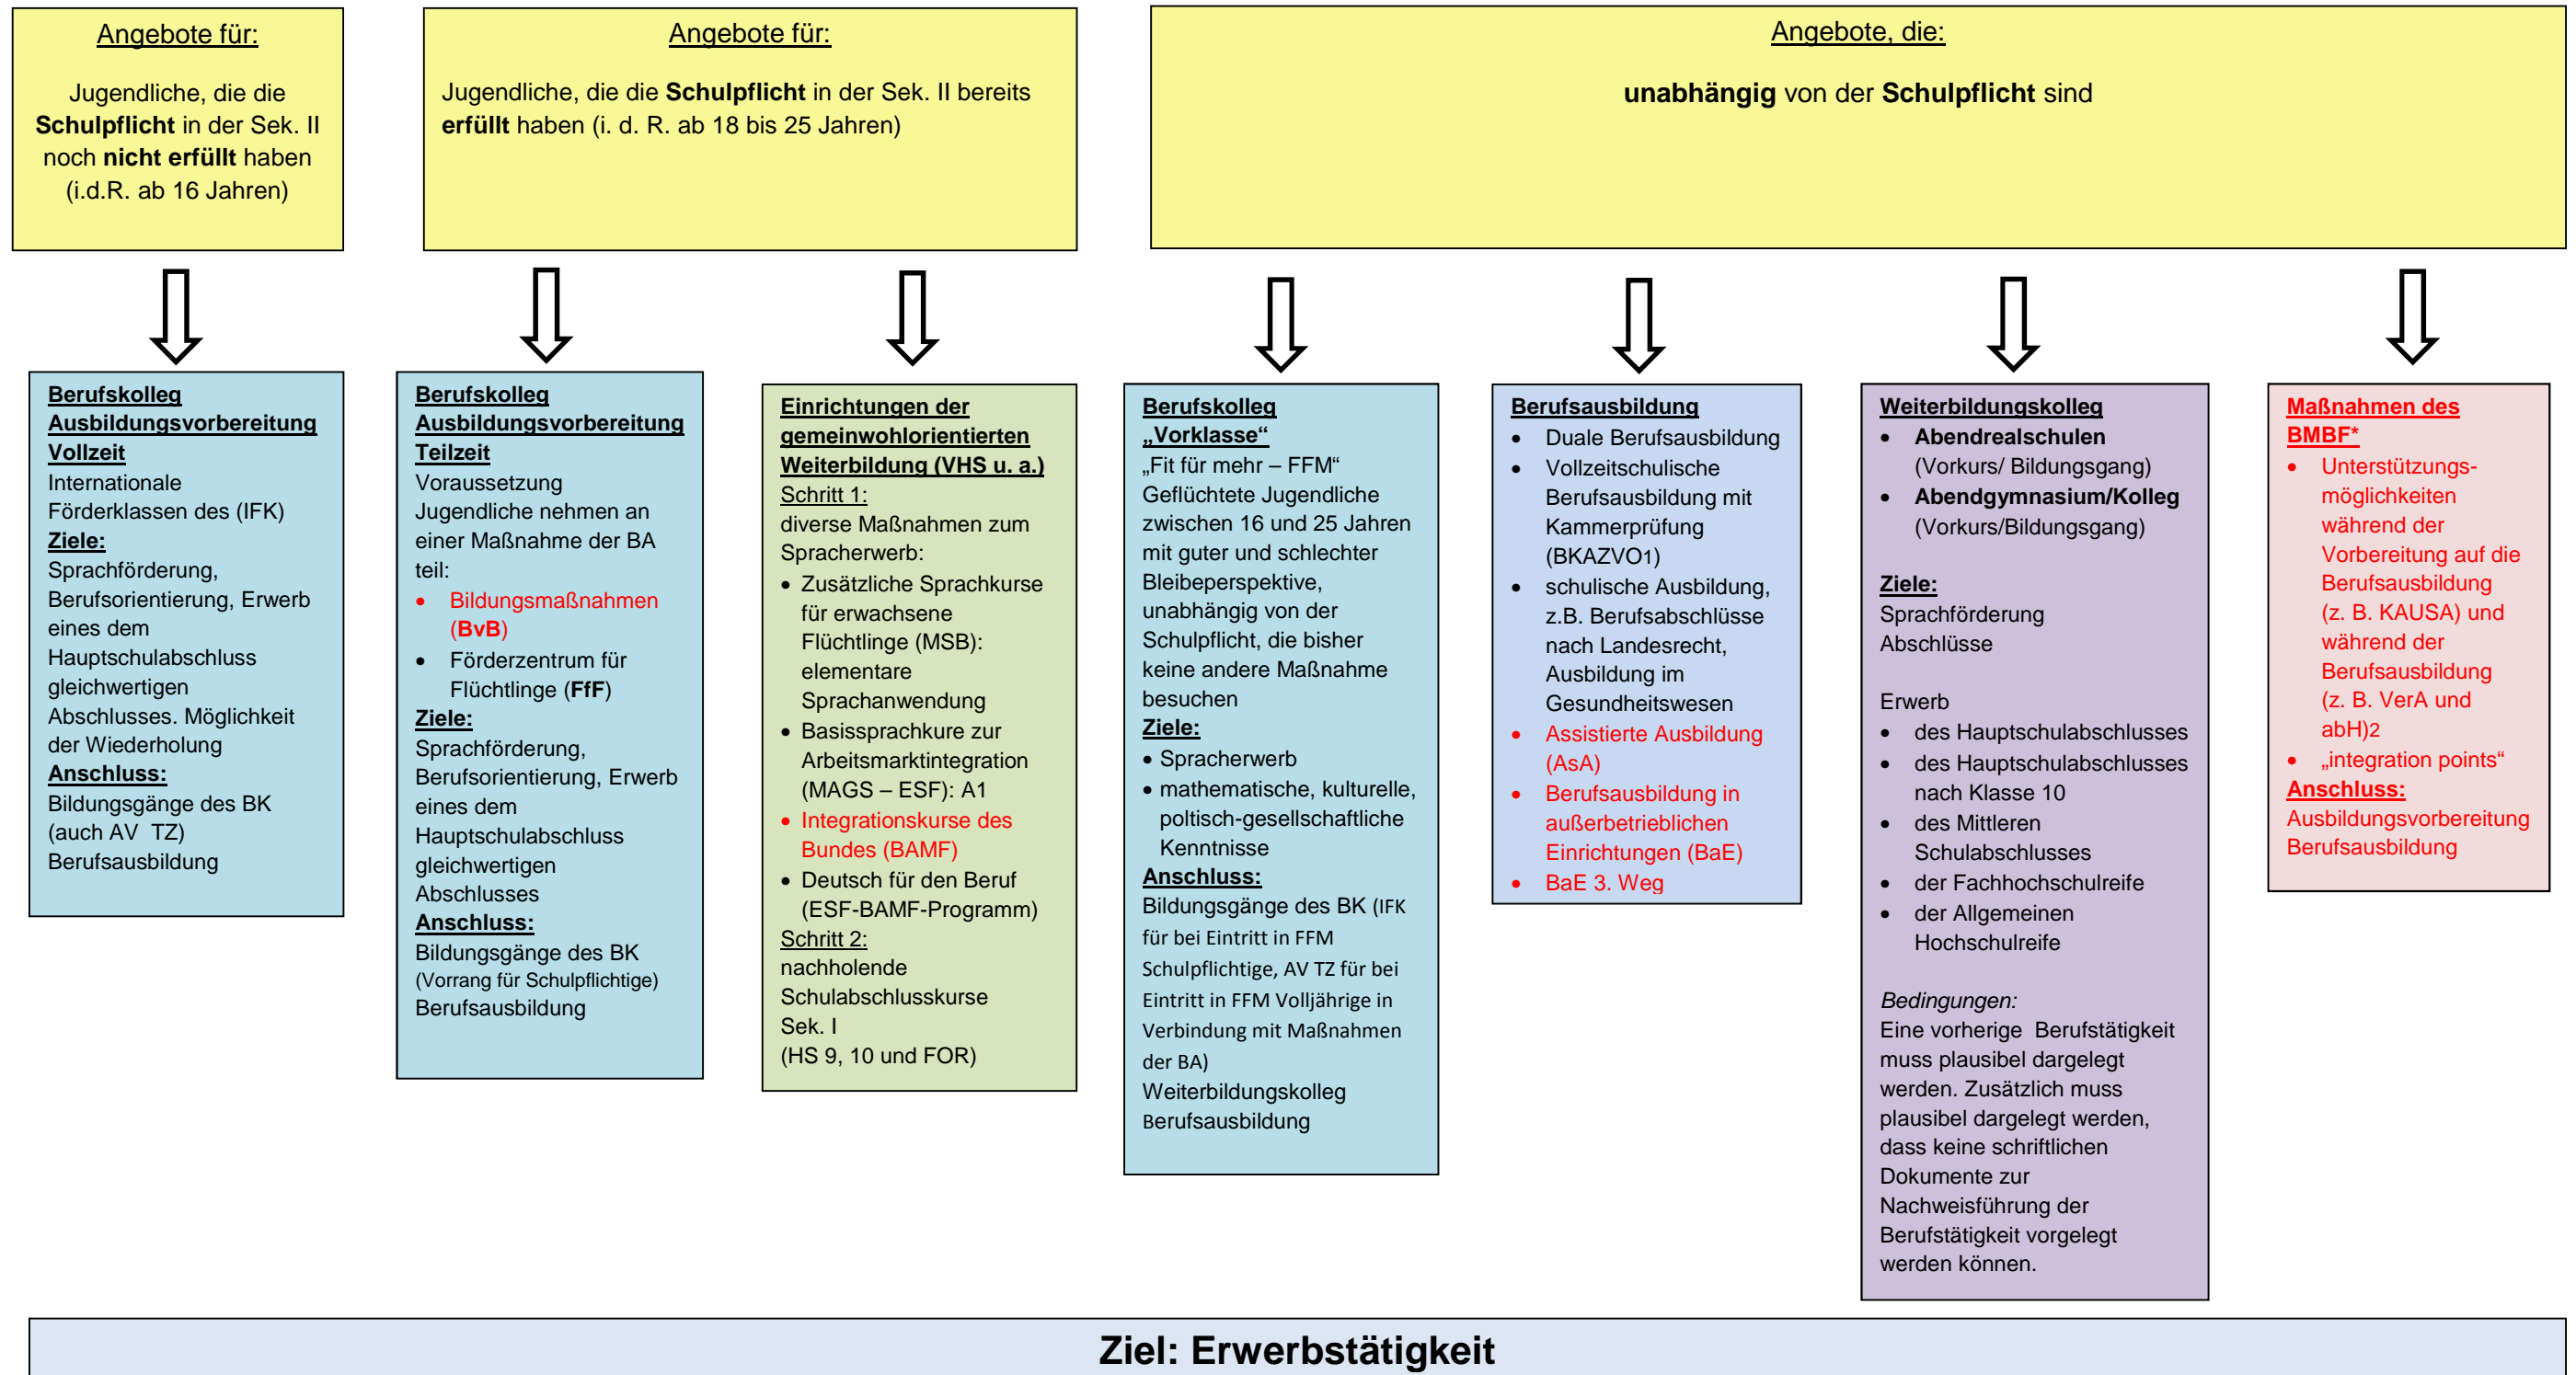 Angebote für:
Jugendliche, die die
Schulpflicht in der Sek. II
noch nicht erfüllt haben
(i.d.R. ab 16 Jahren)
Angebote für:
Jugendliche, die die Schulpflicht in der Sek. II bereits
erfüllt haben (i. d. R. ab 18 bis 25 Jahren)
Angebote, die:
unabhängig von der Schulpflicht sind
Berufskolleg
Ausbildungsvorbereitung
Vollzeit
Internationale
Förderklassen des (IFK)
Ziele:
Sprachförderung,
Berufsorientierung, Erwerb
eines dem
Hauptschulabschluss
gleichwertigen
Abschlusses. Möglichkeit
der Wiederholung
Anschluss:
Bildungsgänge des BK
(auch AV TZ)
Berufsausbildung
Berufskolleg
Ausbildungsvorbereitung
Teilzeit
Voraussetzung
Jugendliche nehmen an
einer Maßnahme der BA
teil:
• Bildungsmaßnahmen
(BvB)
• Förderzentrum für
Flüchtlinge (FfF)
Ziele:
Sprachförderung,
Berufsorientierung, Erwerb
eines dem
Hauptschulabschluss
gleichwertigen
Abschlusses
Anschluss:
Bildungsgänge des BK
(Vorrang für Schulpflichtige)
Berufsausbildung
Einrichtungen der
gemeinwohlorientierten
Weiterbildung (VHS u. a.)
Schritt 1:
diverse Maßnahmen zum
Spracherwerb:
• Zusätzliche Sprachkurse
für erwachsene
Flüchtlinge (MSB):
elementare
Sprachanwendung
• Basissprachkure zur
Arbeitsmarktintegration
(MAGS – ESF): A1
• Integrationskurse des
Bundes (BAMF)
• Deutsch für den Beruf
(ESF-BAMF-Programm)
Schritt 2:
nachholende
Schulabschlusskurse
Sek. I
(HS 9, 10 und FOR)
Berufskolleg
„Vorklasse“
„Fit für mehr – FFM“
Geflüchtete Jugendliche
zwischen 16 und 25 Jahren
mit guter und schlechter
Bleibeperspektive,
unabhängig von der
Schulpflicht, die bisher
keine andere Maßnahme
besuchen
Ziele:
• Spracherwerb
• mathematische, kulturelle,
poltisch-gesellschaftliche
Kenntnisse
Anschluss:
Bildungsgänge des BK (IFK
für bei Eintritt in FFM
Schulpflichtige, AV TZ für bei
Eintritt in FFM Volljährige in
Verbindung mit Maßnahmen
der BA)
Weiterbildungskolleg
Berufsausbildung
Berufsausbildung
• Duale Berufsausbildung
• Vollzeitschulische
Berufsausbildung mit
Kammerprüfung
(BKAZVO1)
• schulische Ausbildung,
z.B. Berufsabschlüsse
nach Landesrecht,
Ausbildung im
Gesundheitswesen
• Assistierte Ausbildung
(AsA)
• Berufsausbildung in
außerbetrieblichen
Einrichtungen (BaE)
• BaE 3. Weg
Weiterbildungskolleg
• Abendrealschulen
(Vorkurs/ Bildungsgang)
• Abendgymnasium/Kolleg
(Vorkurs/Bildungsgang)
Ziele:
Sprachförderung
Abschlüsse
Erwerb
• des Hauptschulabschlusses
• des Hauptschulabschlusses
nach Klasse 10
• des Mittleren
Schulabschlusses
• der Fachhochschulreife
• der Allgemeinen
Hochschulreife
Bedingungen:
Eine vorherige Berufstätigkeit
muss plausibel dargelegt
werden. Zusätzlich muss
plausibel dargelegt werden,
dass keine schriftlichen
Dokumente zur
Nachweisführung der
Berufstätigkeit vorgelegt
werden können.
Maßnahmen des
BMBF*
• Unterstützungs-
möglichkeiten
während der
Vorbereitung auf die
Berufsausbildung
(z. B. KAUSA) und
während der
Berufsausbildung
(z. B. VerA und
abH)2
• „integration points“
Anschluss:
Ausbildungsvorbereitung
Berufsausbildung
Ziel: Erwerbstätigkeit